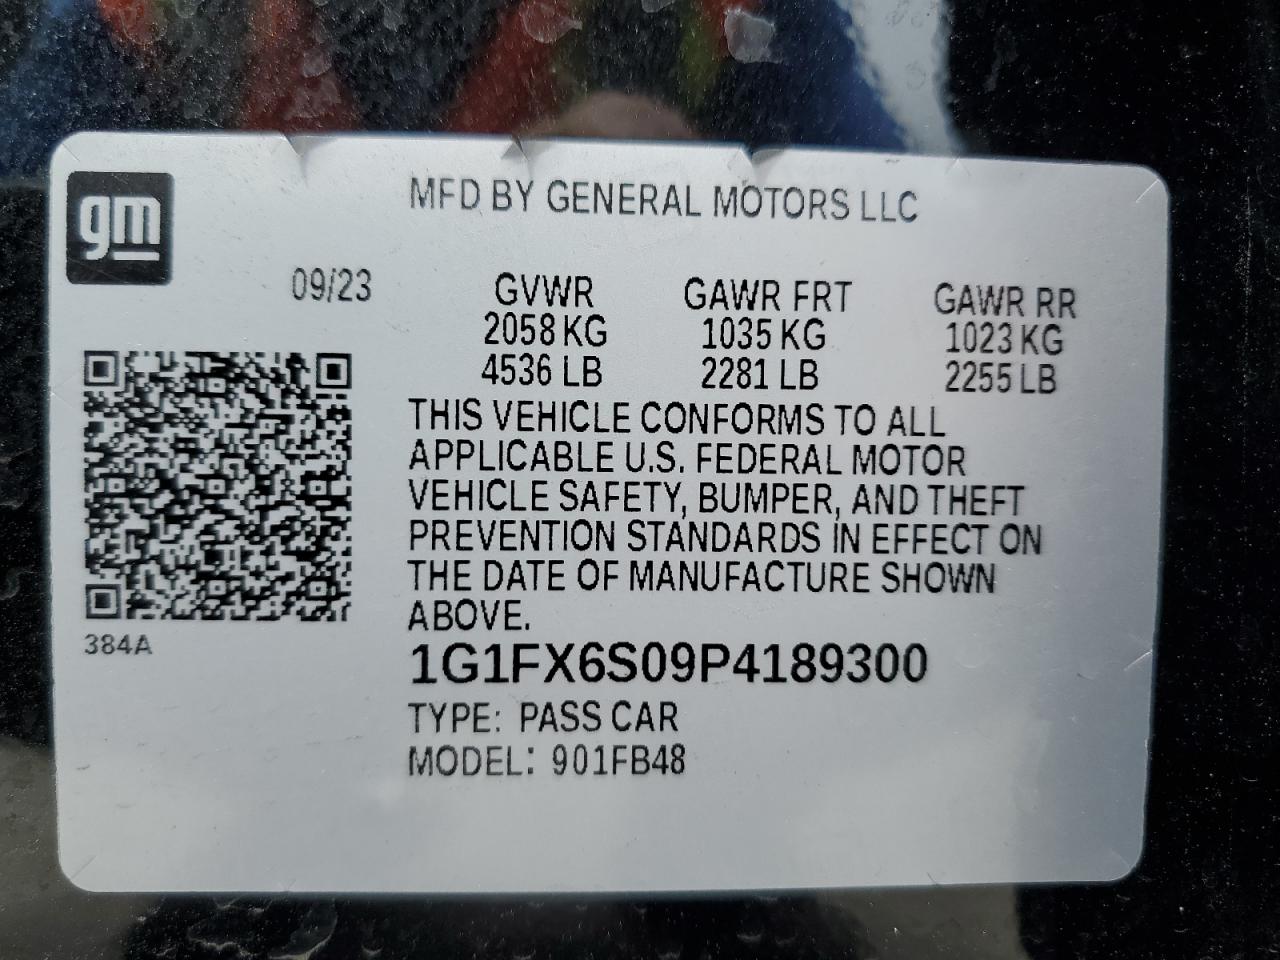 gm
MFD BY GENERAL MOTORS LLC
09/23
GVWR GAWR FRT GAWR RR
2058 KG 1035 KG 1023 KG
4536 LB 2281 LB 2255 LB
THIS VEHICLE CONFORMS TO ALL
APPLICABLE U.S. FEDERAL MOTOR
VEHICLE SAFETY, BUMPER, AND THEFT
PREVENTION STANDARDS IN EFFECT ON
THE DATE OF MANUFACTURE SHOWN
ABOVE.
384A
1G1FX6S09P4189300
TYPE: PASS CAR
MODEL: 901FB48